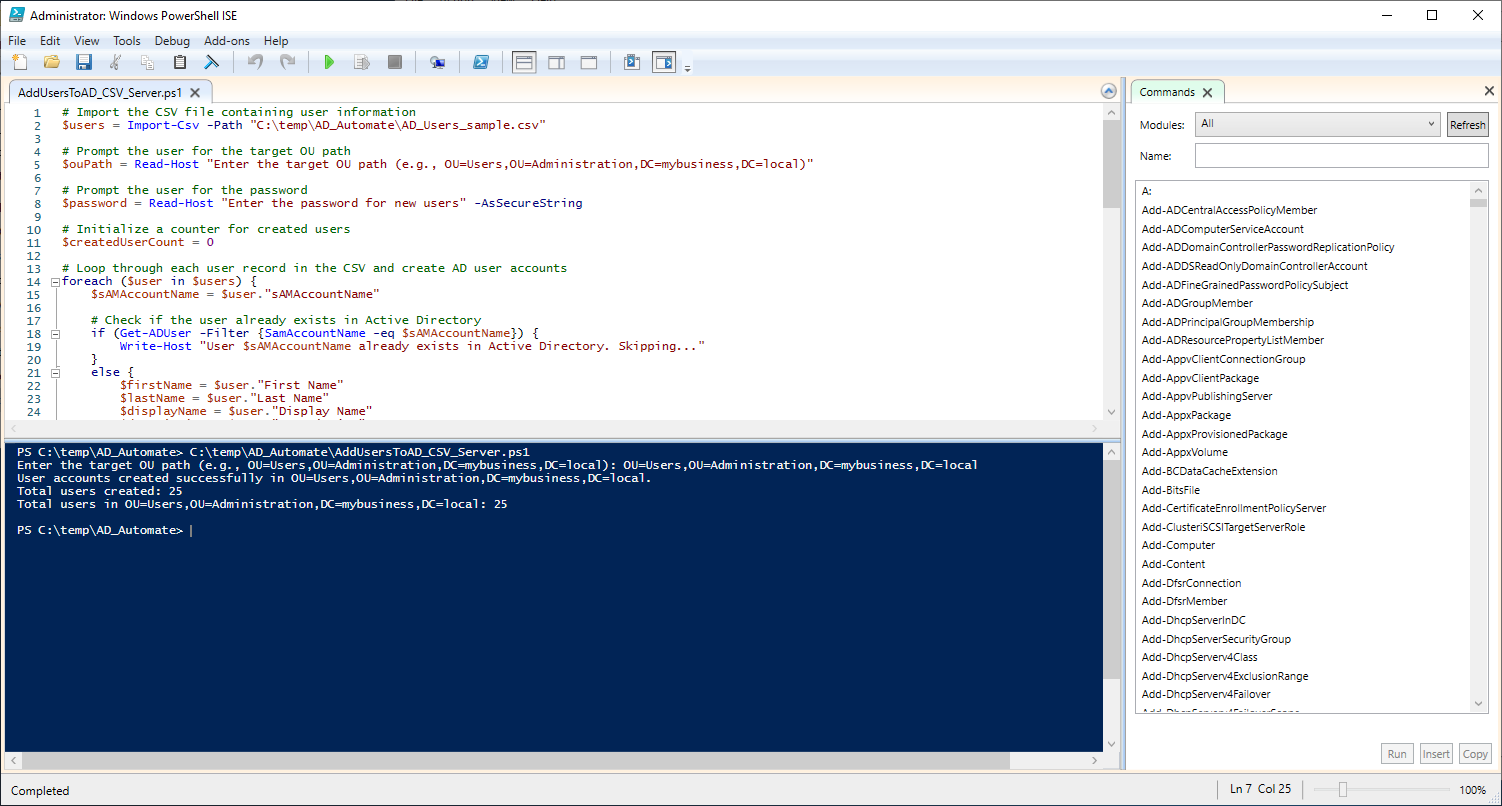 Administrator: Windows PowerShell ISE
File Edit View Tools Debug Add-ons Help
AddUsersToAD_CSV_Server.ps1
1 # Import the CSV file containing user information
2 $users = Import-Csv -Path "C:\temp\AD_Automate\AD_Users_sample.csv"
3
4 # Prompt the user for the target OU path
5 $ouPath = Read-Host "Enter the target OU path (e.g., OU=Users,OU=Administration,DC=mybusiness,DC=local)"
6
7 # Prompt the user for the password
8 $password = Read-Host "Enter the password for new users" -AsSecureString
9
10 # Initialize a counter for created users
11 $createdUserCount = 0
12
13 # Loop through each user record in the CSV and create AD user accounts
14 foreach ($user in $users) {
15 $sAMAccountName = $user."sAMAccountName"
16
17 # Check if the user already exists in Active Directory
18 if (Get-ADUser -Filter {SamAccountName -eq $sAMAccountName}) {
19 Write-Host "User $sAMAccountName already exists in Active Directory. Skipping..."
20 }
21 else {
22 $firstName = $user."First Name"
23 $lastName = $user."Last Name"
24 $displayName = $user."Display Name"
PS C:\temp\AD_Automate> C:\temp\AD_Automate\AddUsersToAD_CSV_Server.ps1
Enter the target OU path (e.g., OU=Users,OU=Administration,DC=mybusiness,DC=local): OU=Users,OU=Administration,DC=mybusiness,DC=local
User accounts created successfully in OU=Users,OU=Administration,DC=mybusiness,DC=local.
Total users created: 25
Total users in OU=Users,OU=Administration,DC=mybusiness,DC=local: 25
PS C:\temp\AD_Automate>
Commands
Modules: All Refresh
Name:
A:
Add-ADCentralAccessPolicyMember
Add-ADComputerServiceAccount
Add-ADDomainControllerPasswordReplicationPolicy
Add-ADDSReadOnlyDomainControllerAccount
Add-ADFineGrainedPasswordPolicySubject
Add-ADGroupMember
Add-ADPrincipalGroupMembership
Add-ADResourcePropertyListMember
Add-AppvClientConnectionGroup
Add-AppvClientPackage
Add-AppvPublishingServer
Add-AppxPackage
Add-AppxProvisionedPackage
Add-AppxVolume
Add-BCDataCacheExtension
Add-BitsFile
Add-CertificateEnrollmentPolicyServer
Add-ClusteriSCSITargetServerRole
Add-Computer
Add-Content
Add-DfsrConnection
Add-DfsrMember
Add-DhcpServerInDC
Add-DhcpServerSecurityGroup
Add-DhcpServerv4Class
Add-DhcpServerv4ExclusionRange
Add-DhcpServerv4Failover
Run Insert Copy
Completed
Ln 7 Col 25
100%